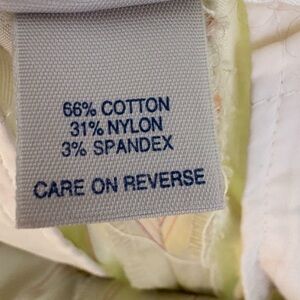 66% COTTON
31% NYLON
3% SPANDEX
CARE ON REVERSE